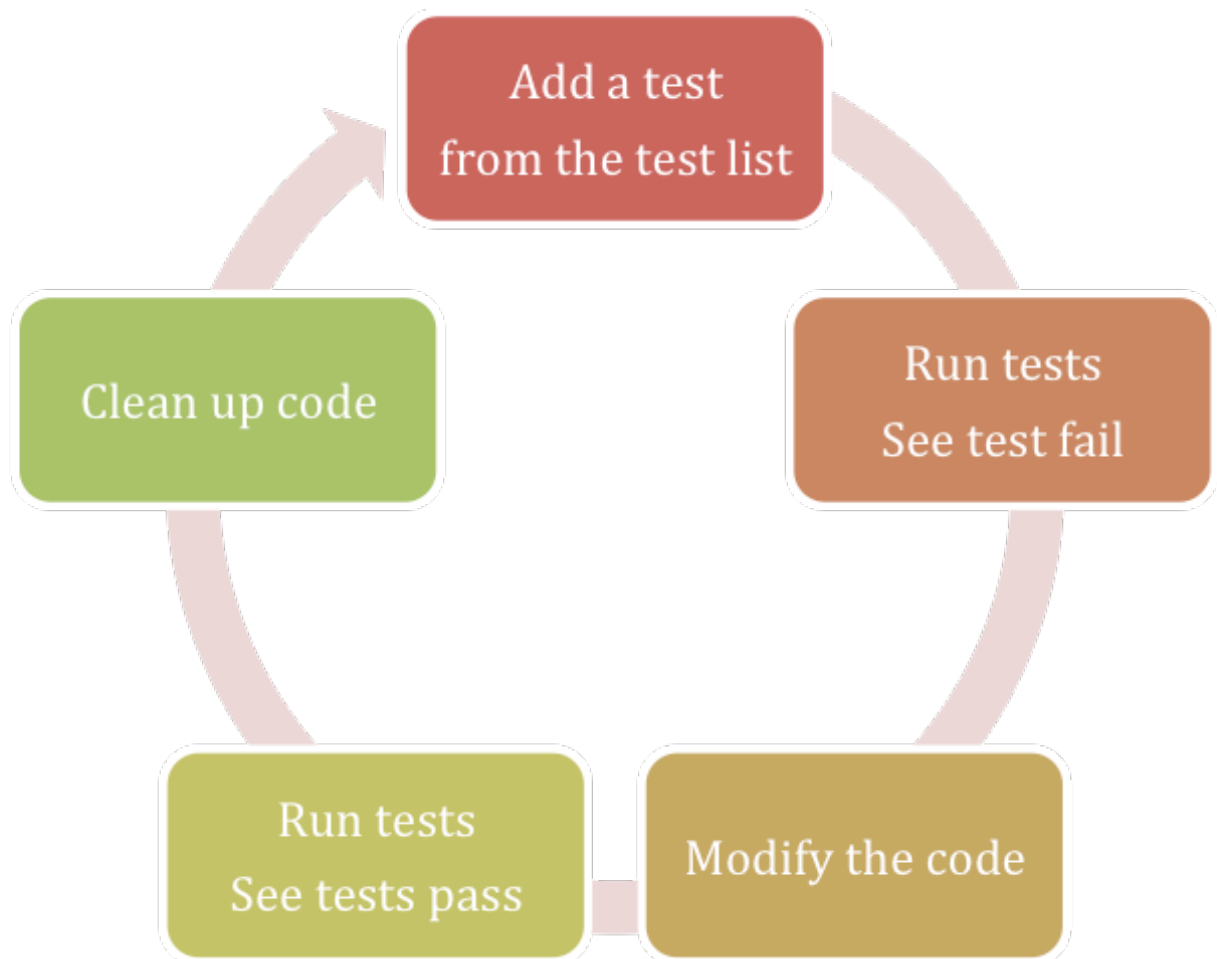 Add a test
from the test list
Run tests
See test fail
Modify the code
Run tests
See tests pass
Clean up code